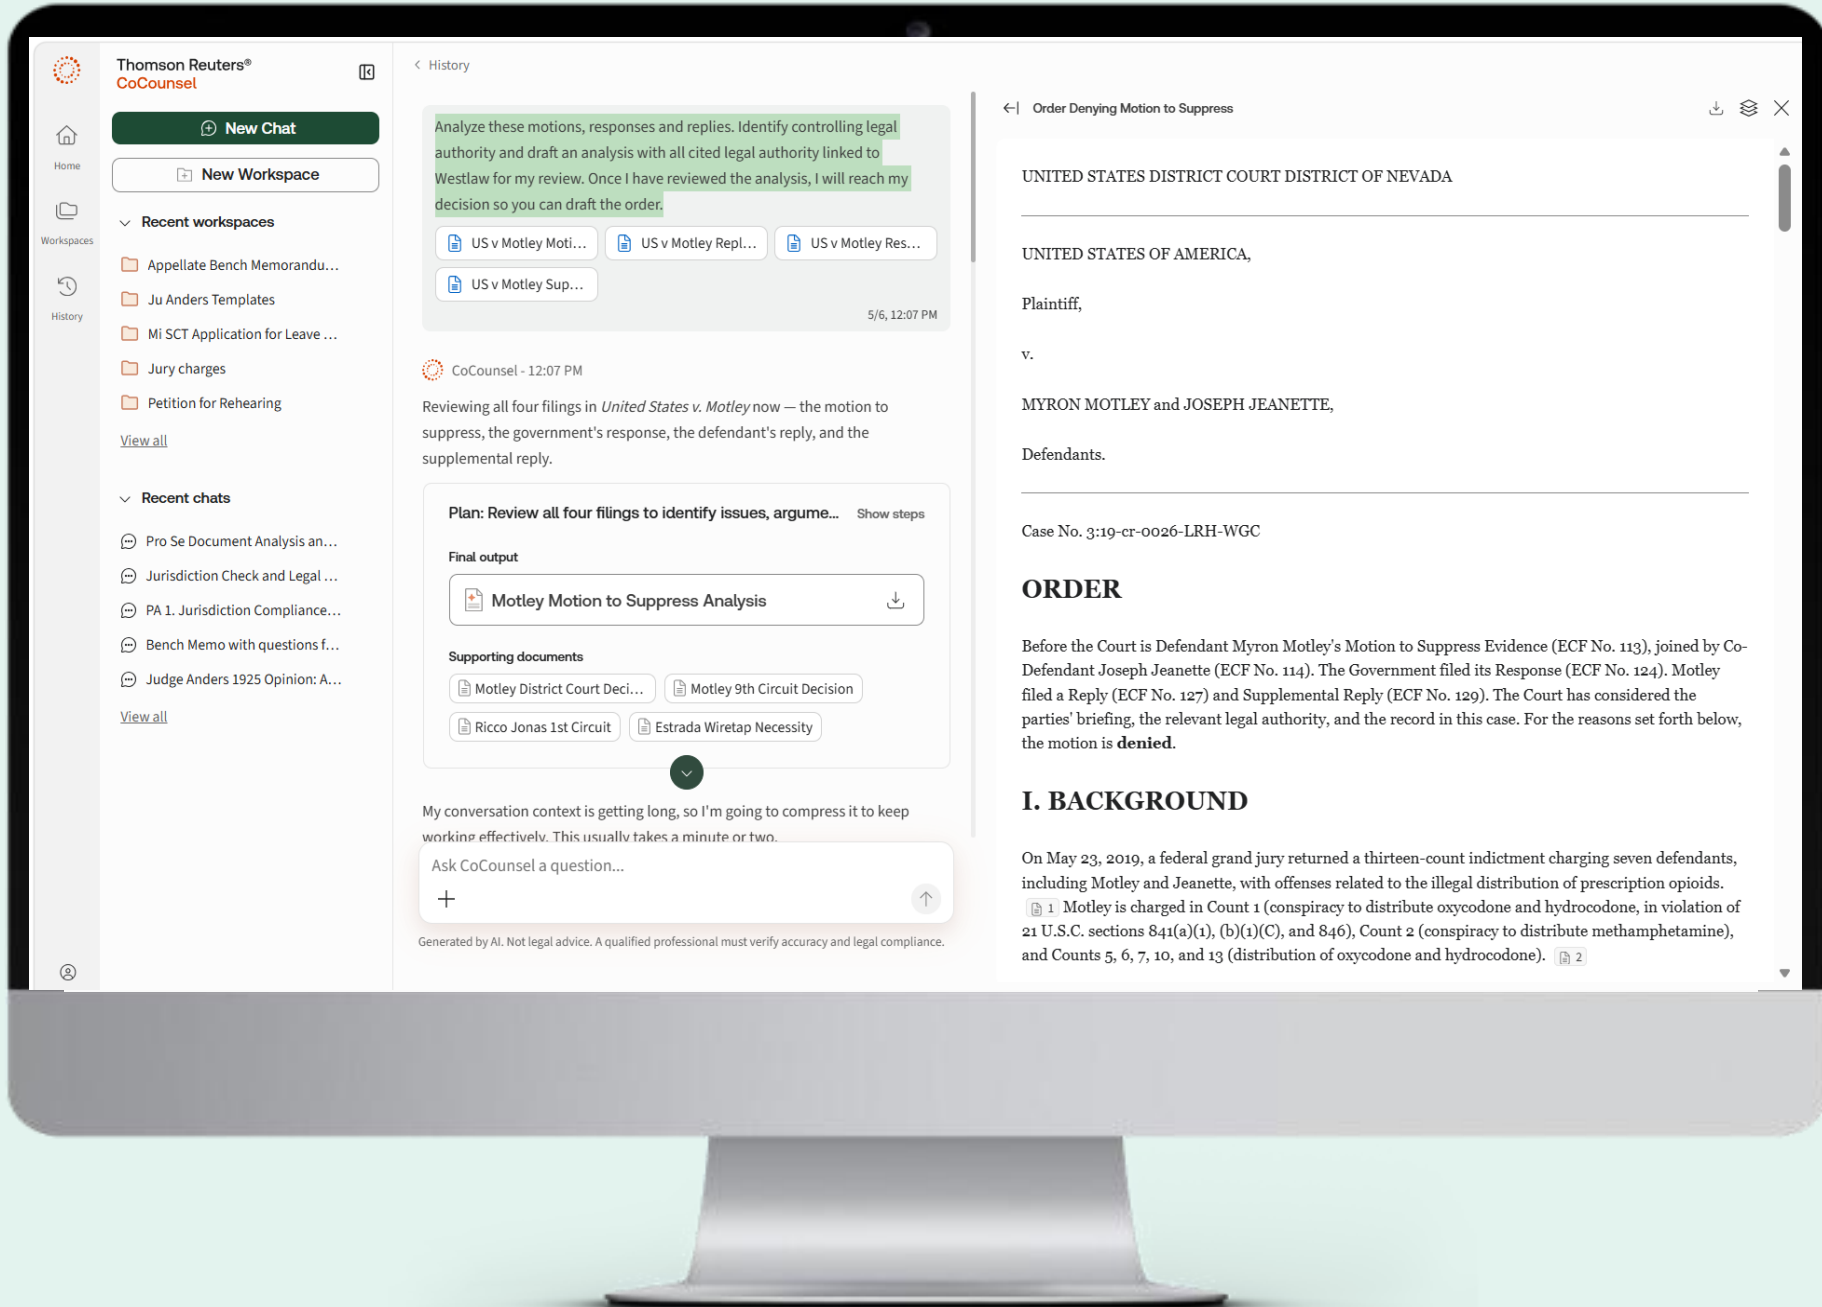 Thomson Reuters®
CoCounsel
New Chat
New Workspace
Home
Workspaces
History
Recent workspaces
Appellate Bench Memorandu...
Ju Anders Templates
Mi SCT Application for Leave ...
Jury charges
Petition for Rehearing
View all
Recent chats
Pro Se Document Analysis an...
Jurisdiction Check and Legal ...
PA 1. Jurisdiction Compliance...
Bench Memo with questions f...
Judge Anders 1925 Opinion: A...
View all
History
Analyze these motions, responses and replies. Identify controlling legal
authority and draft an analysis with all cited legal authority linked to
Westlaw for my review. Once I have reviewed the analysis, I will reach my
decision so you can draft the order.
US v Motley Moti...
US v Motley Repl...
US v Motley Res...
US v Motley Sup...
5/6, 12:07 PM
CoCounsel - 12:07 PM
Reviewing all four filings in United States v. Motley now — the motion to
suppress, the government's response, the defendant's reply, and the
supplemental reply.
Plan: Review all four filings to identify issues, argume...
Show steps
Final output
Motley Motion to Suppress Analysis
Supporting documents
Motley District Court Deci...
Motley 9th Circuit Decision
Ricco Jonas 1st Circuit
Estrada Wiretap Necessity
My conversation context is getting long, so I'm going to compress it to keep
working effectively. This usually takes a minute or two.
Ask CoCounsel a question...
Generated by AI. Not legal advice. A qualified professional must verify accuracy and legal compliance.
Order Denying Motion to Suppress
UNITED STATES DISTRICT COURT DISTRICT OF NEVADA
UNITED STATES OF AMERICA,
Plaintiff,
v.
MYRON MOTLEY and JOSEPH JEANETTE,
Defendants.
Case No. 3:19-cr-0026-LRH-WGC
ORDER
Before the Court is Defendant Myron Motley's Motion to Suppress Evidence (ECF No. 113), joined by Co-
Defendant Joseph Jeanette (ECF No. 114). The Government filed its Response (ECF No. 124). Motley
filed a Reply (ECF No. 127) and Supplemental Reply (ECF No. 129). The Court has considered the
parties' briefing, the relevant legal authority, and the record in this case. For the reasons set forth below,
the motion is denied.
I. BACKGROUND
On May 23, 2019, a federal grand jury returned a thirteen-count indictment charging seven defendants,
including Motley and Jeanette, with offenses related to the illegal distribution of prescription opioids.
1 Motley is charged in Count 1 (conspiracy to distribute oxycodone and hydrocodone, in violation of
21 U.S.C. sections 841(a)(1), (b)(1)(C), and 846), Count 2 (conspiracy to distribute methamphetamine),
and Counts 5, 6, 7, 10, and 13 (distribution of oxycodone and hydrocodone). 2